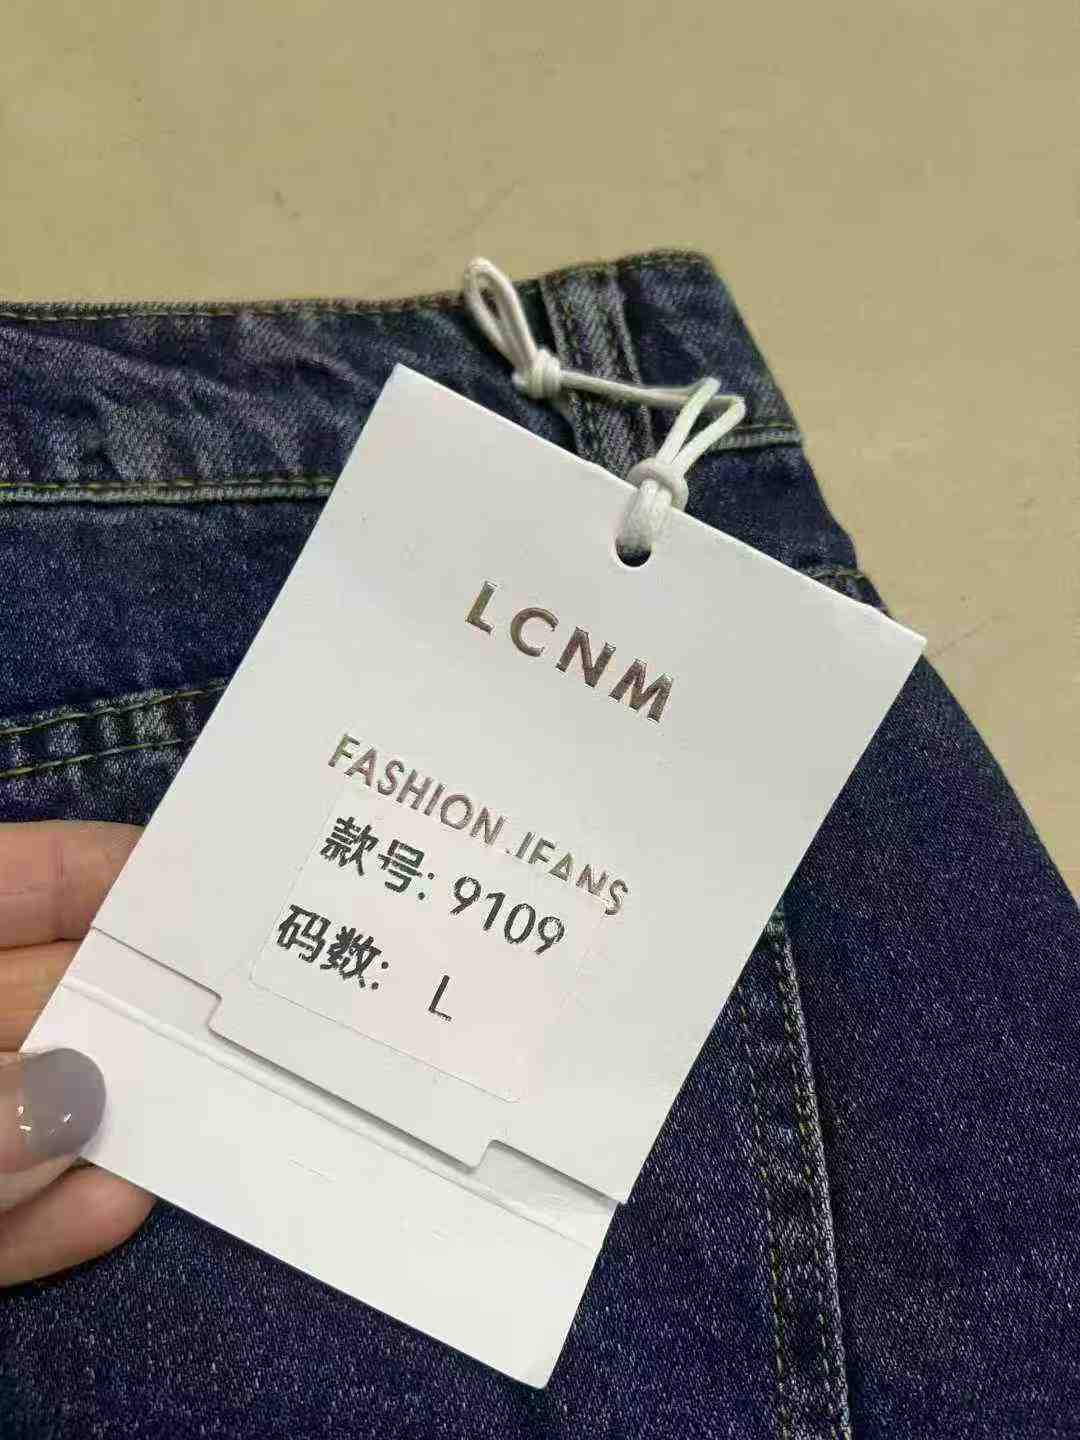 LCNM
FASHION JEANS
款号: 9109
码数: L